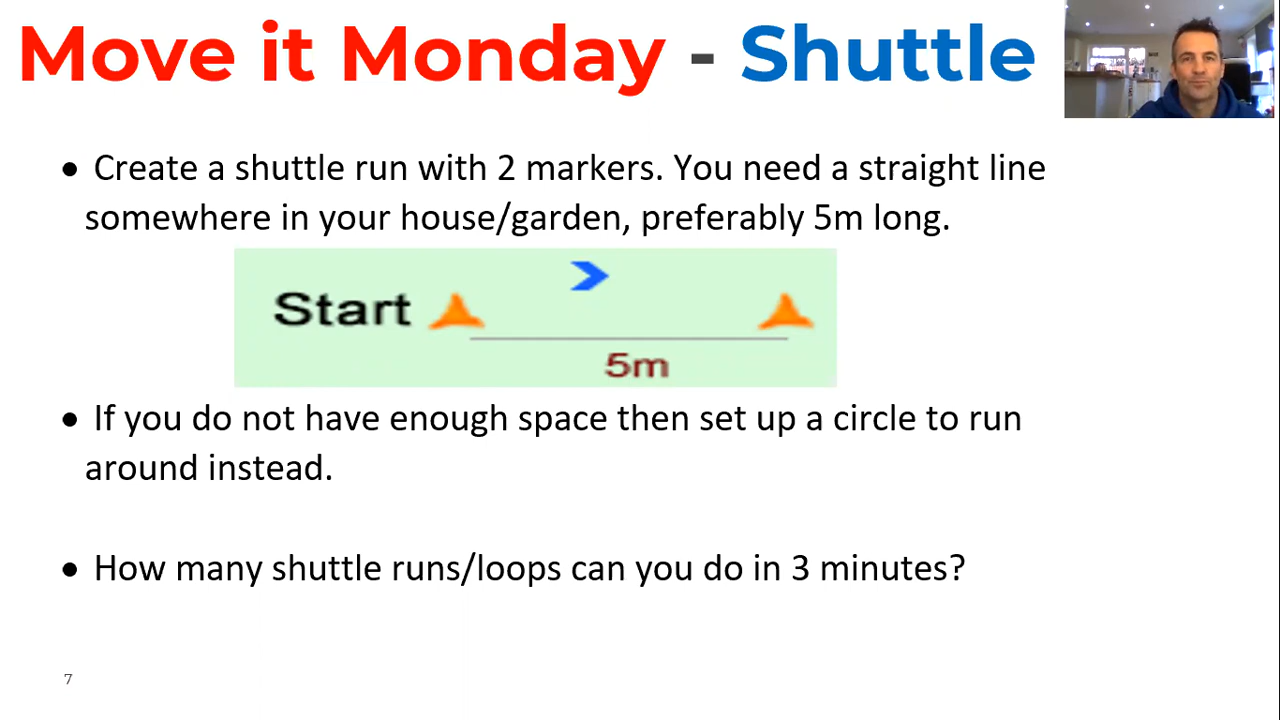 Move it Monday - Shuttle
• Create a shuttle run with 2 markers. You need a straight line
somewhere in your house/garden, preferably 5m long.
Start
5m
• If you do not have enough space then set up a circle to run
around instead.
• How many shuttle runs/loops can you do in 3 minutes?
7